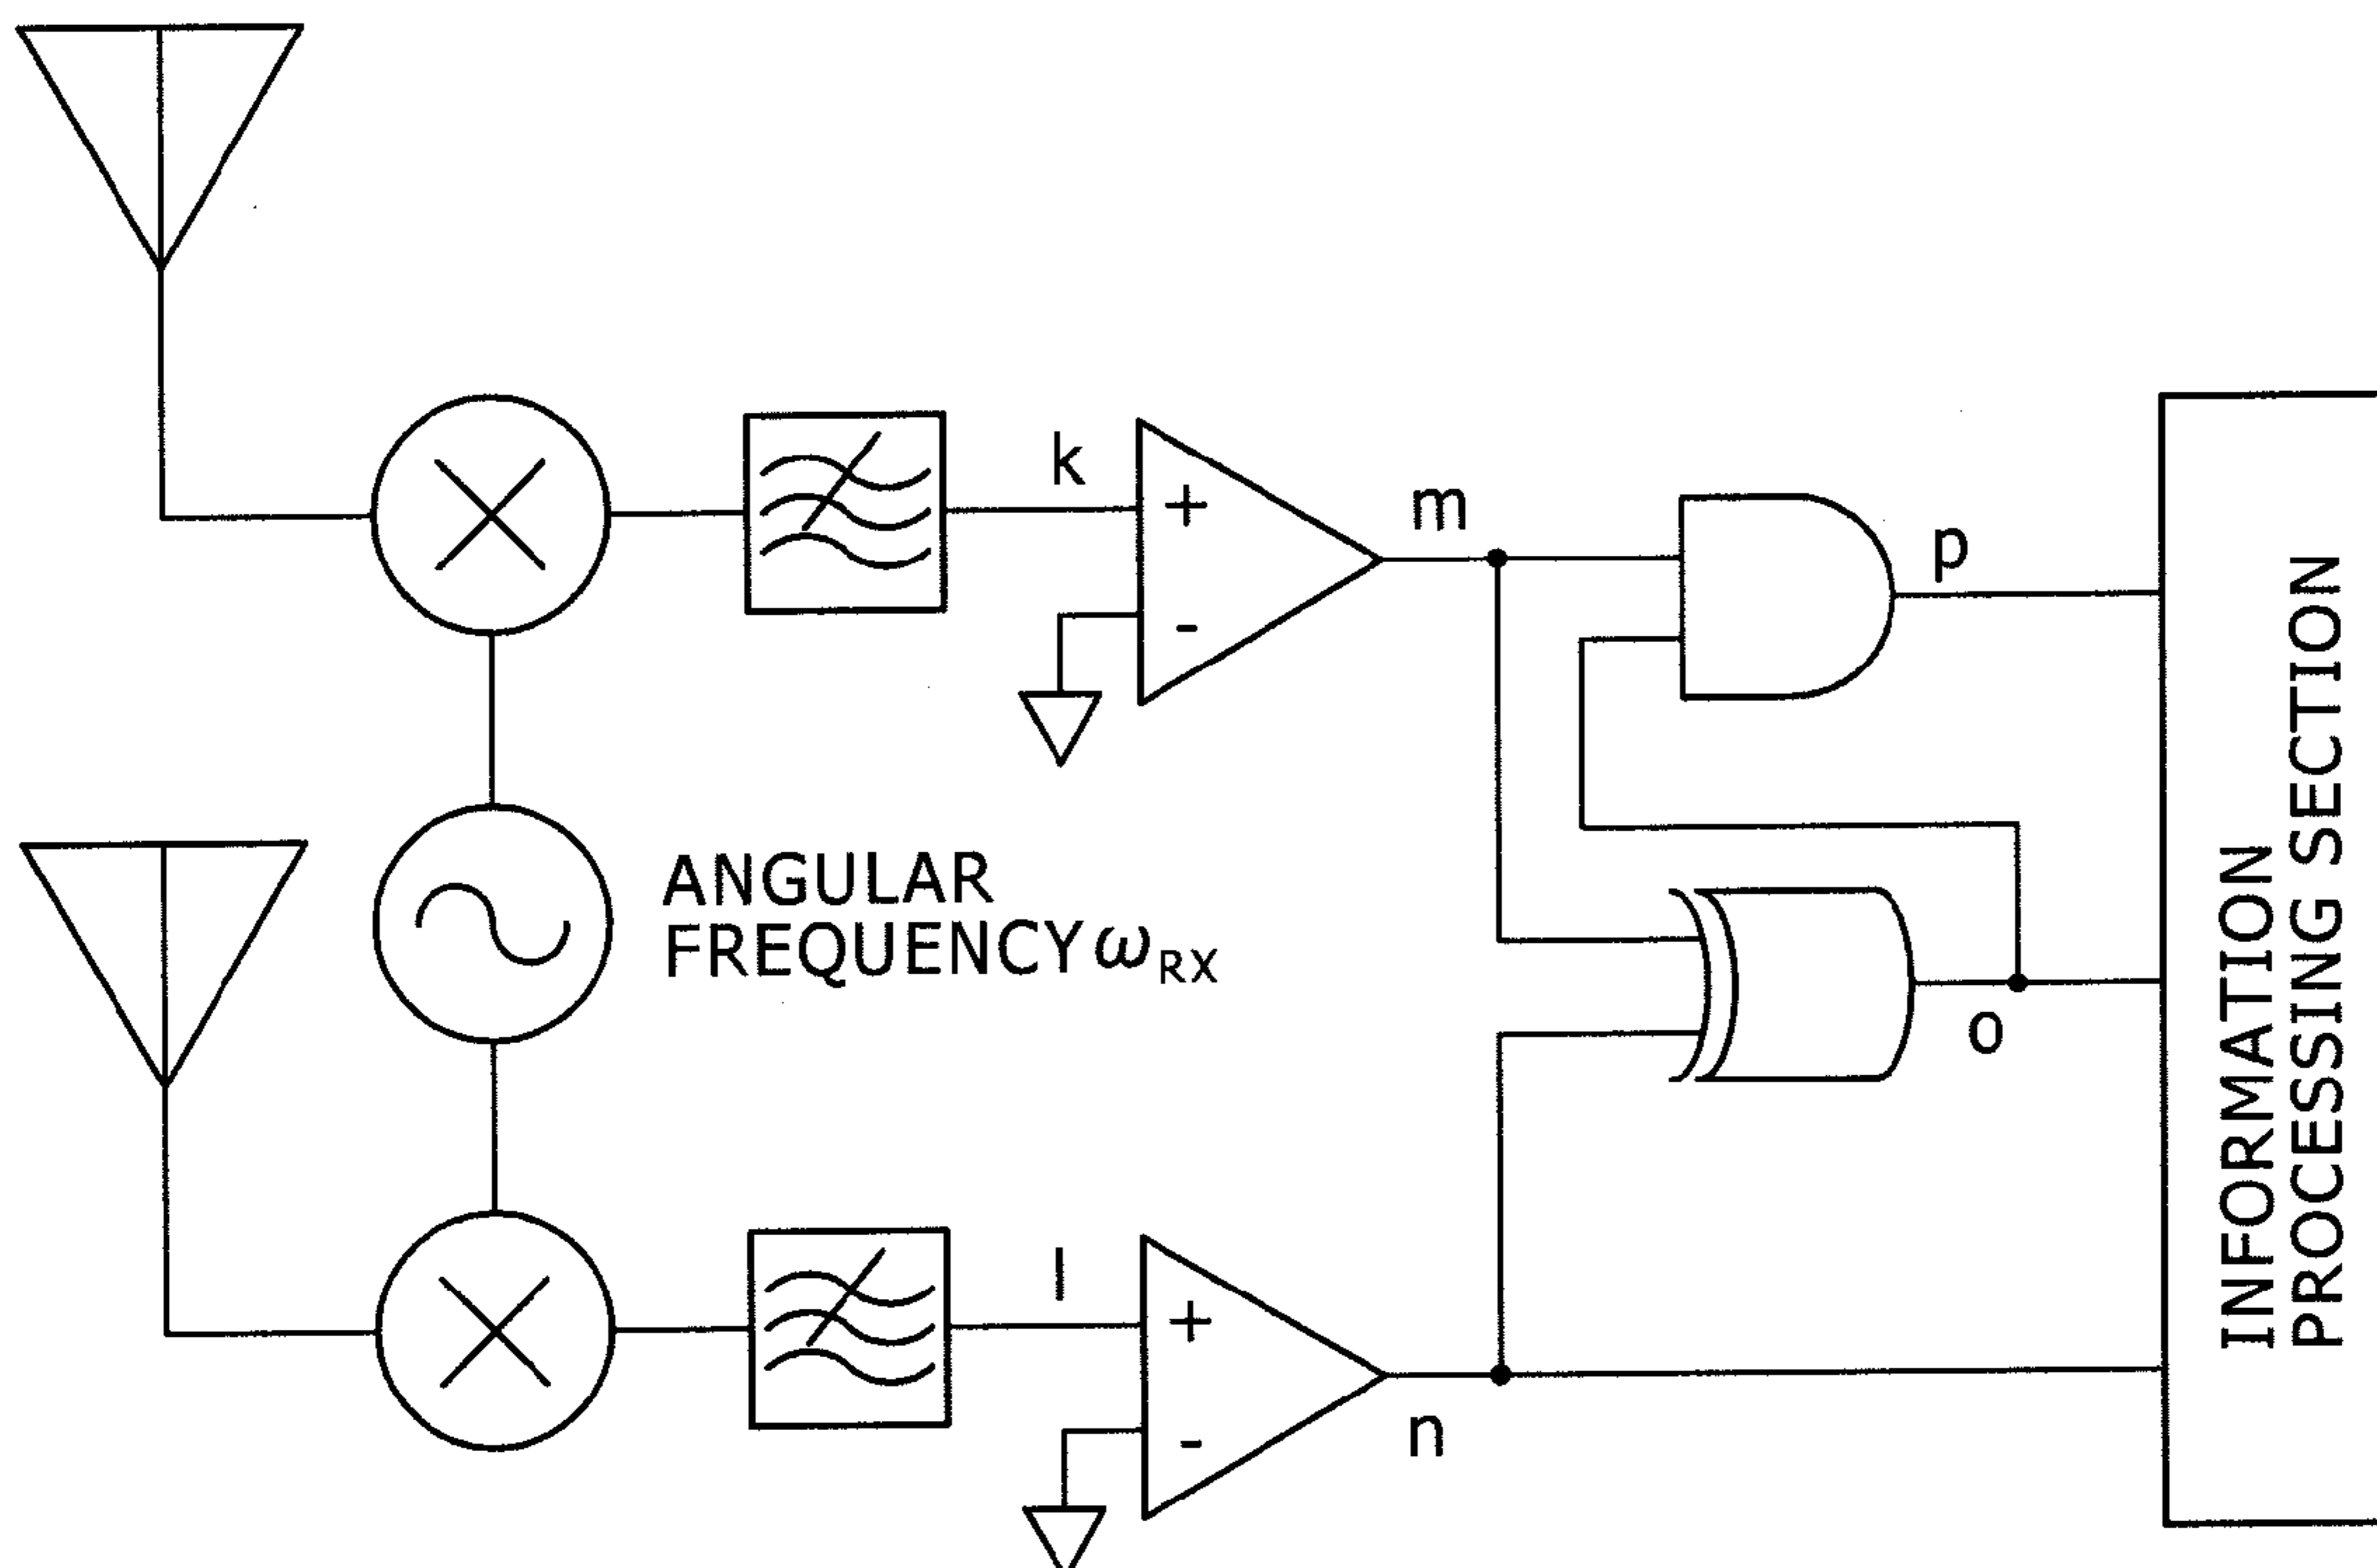 k
+
-
m
p
ANGULAR
FREQUENCY ωRX
o
l
+
-
n
INFORMATION
PROCESSING SECTION